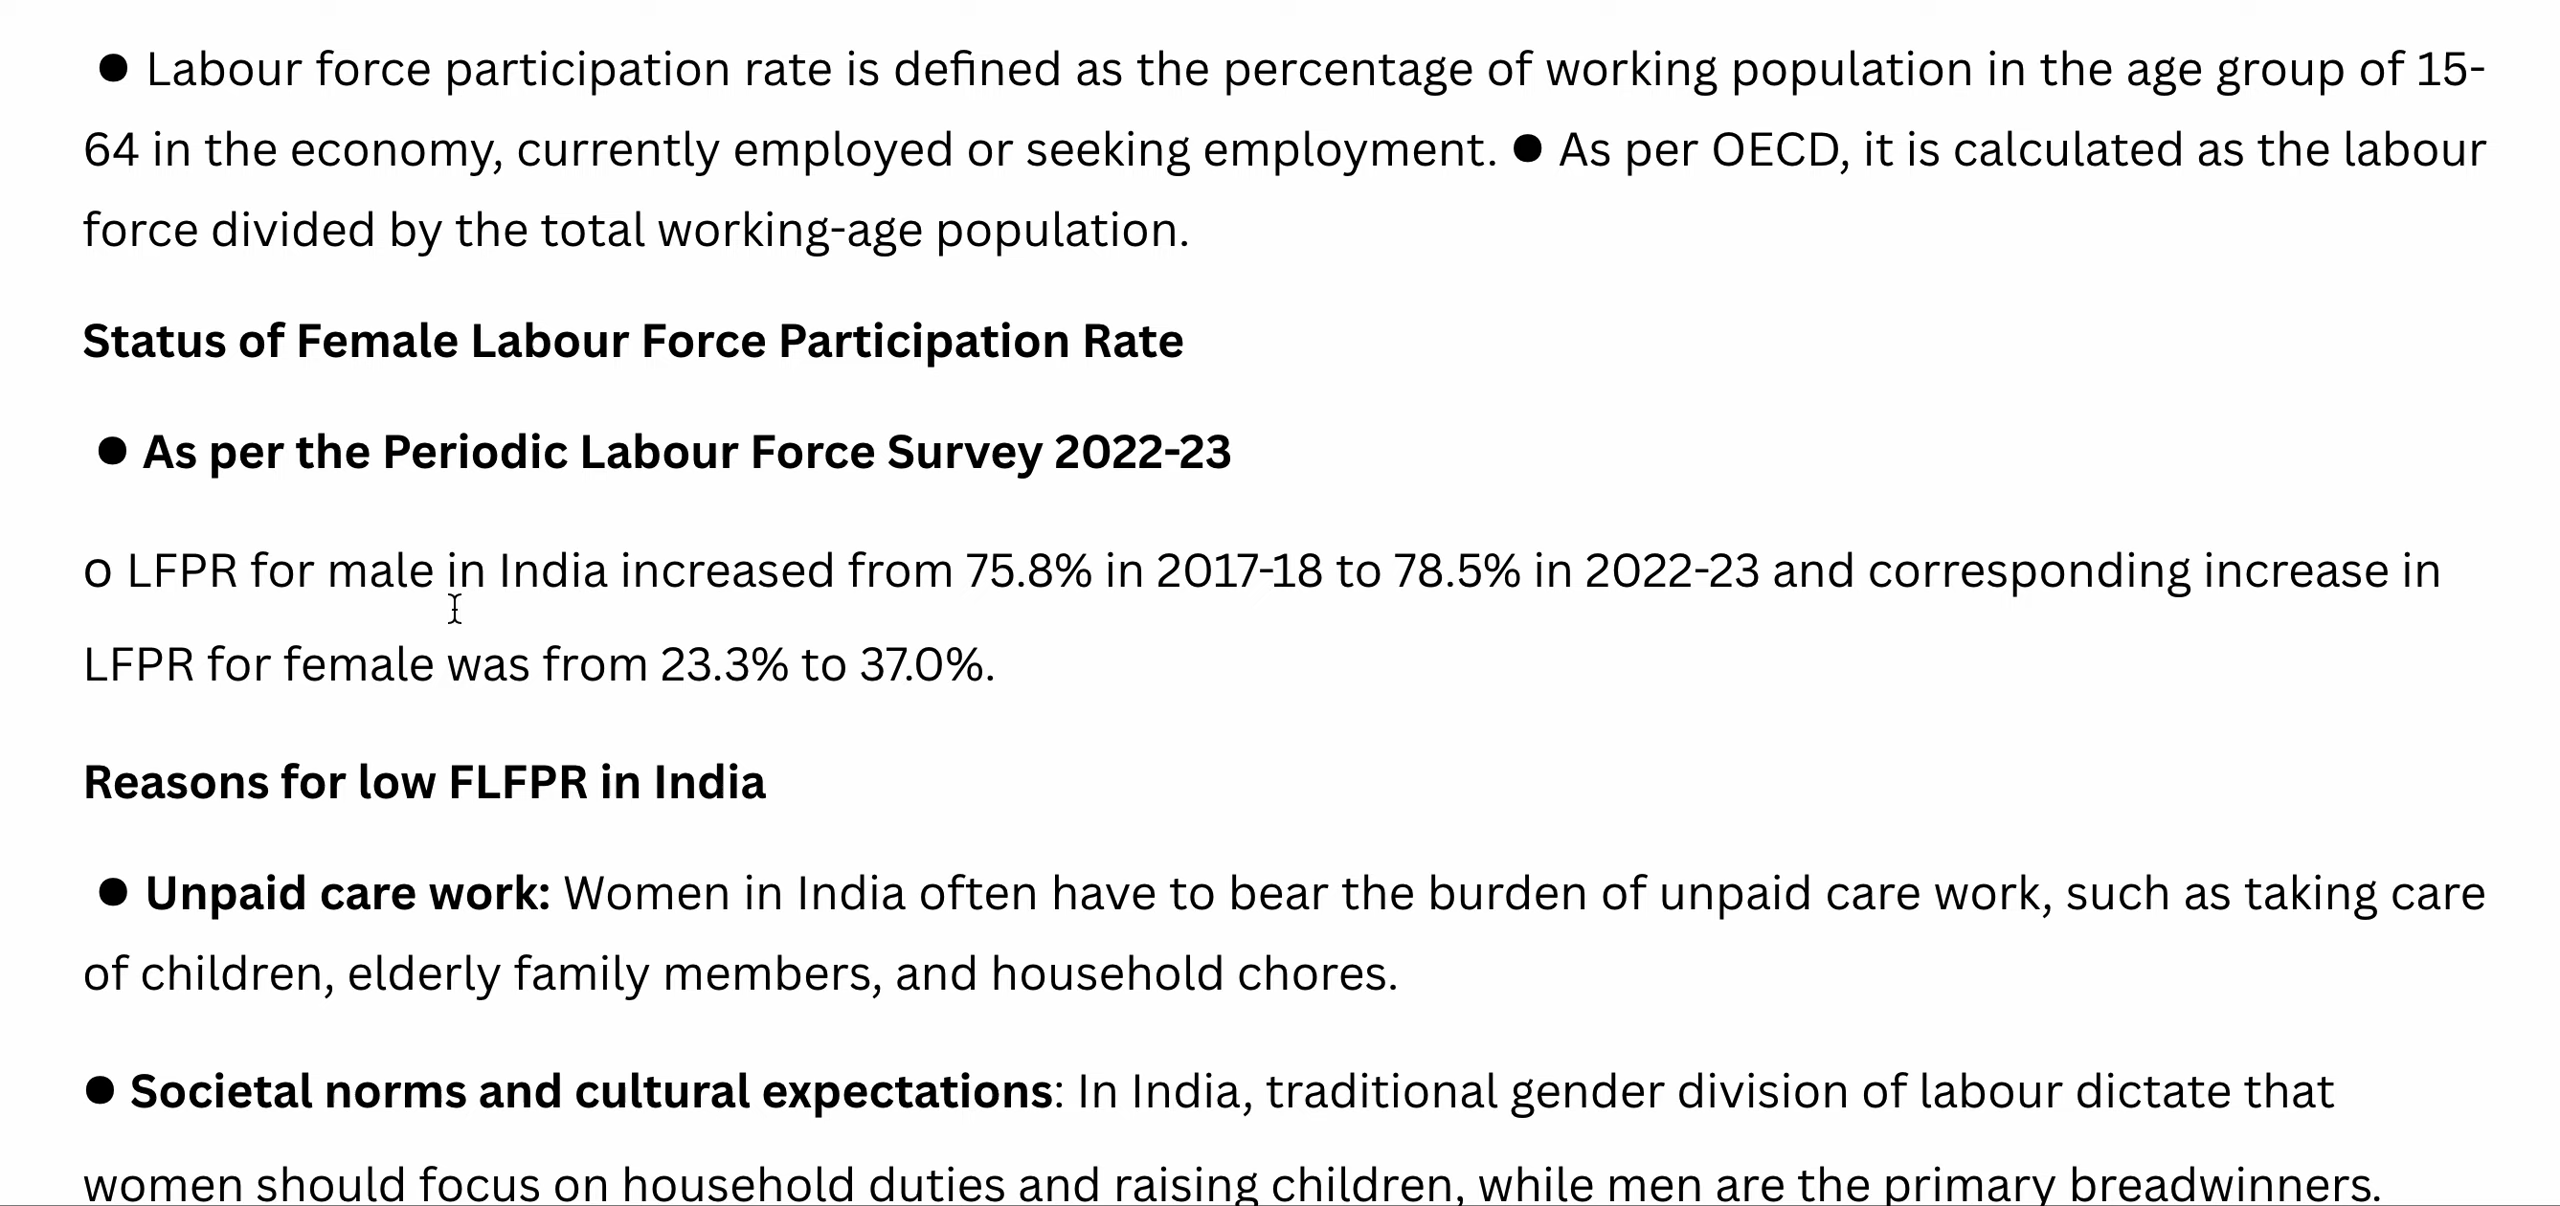 ● Labour force participation rate is defined as the percentage of working population in the age group of 15-
64 in the economy, currently employed or seeking employment. ● As per OECD, it is calculated as the labour
force divided by the total working-age population.
Status of Female Labour Force Participation Rate
● As per the Periodic Labour Force Survey 2022-23
o LFPR for male in India increased from 75.8% in 2017-18 to 78.5% in 2022-23 and corresponding increase in
LFPR for female was from 23.3% to 37.0%.
Reasons for low FLFPR in India
● Unpaid care work: Women in India often have to bear the burden of unpaid care work, such as taking care
of children, elderly family members, and household chores.
● Societal norms and cultural expectations: In India, traditional gender division of labour dictate that
women should focus on household duties and raising children, while men are the primary breadwinners.